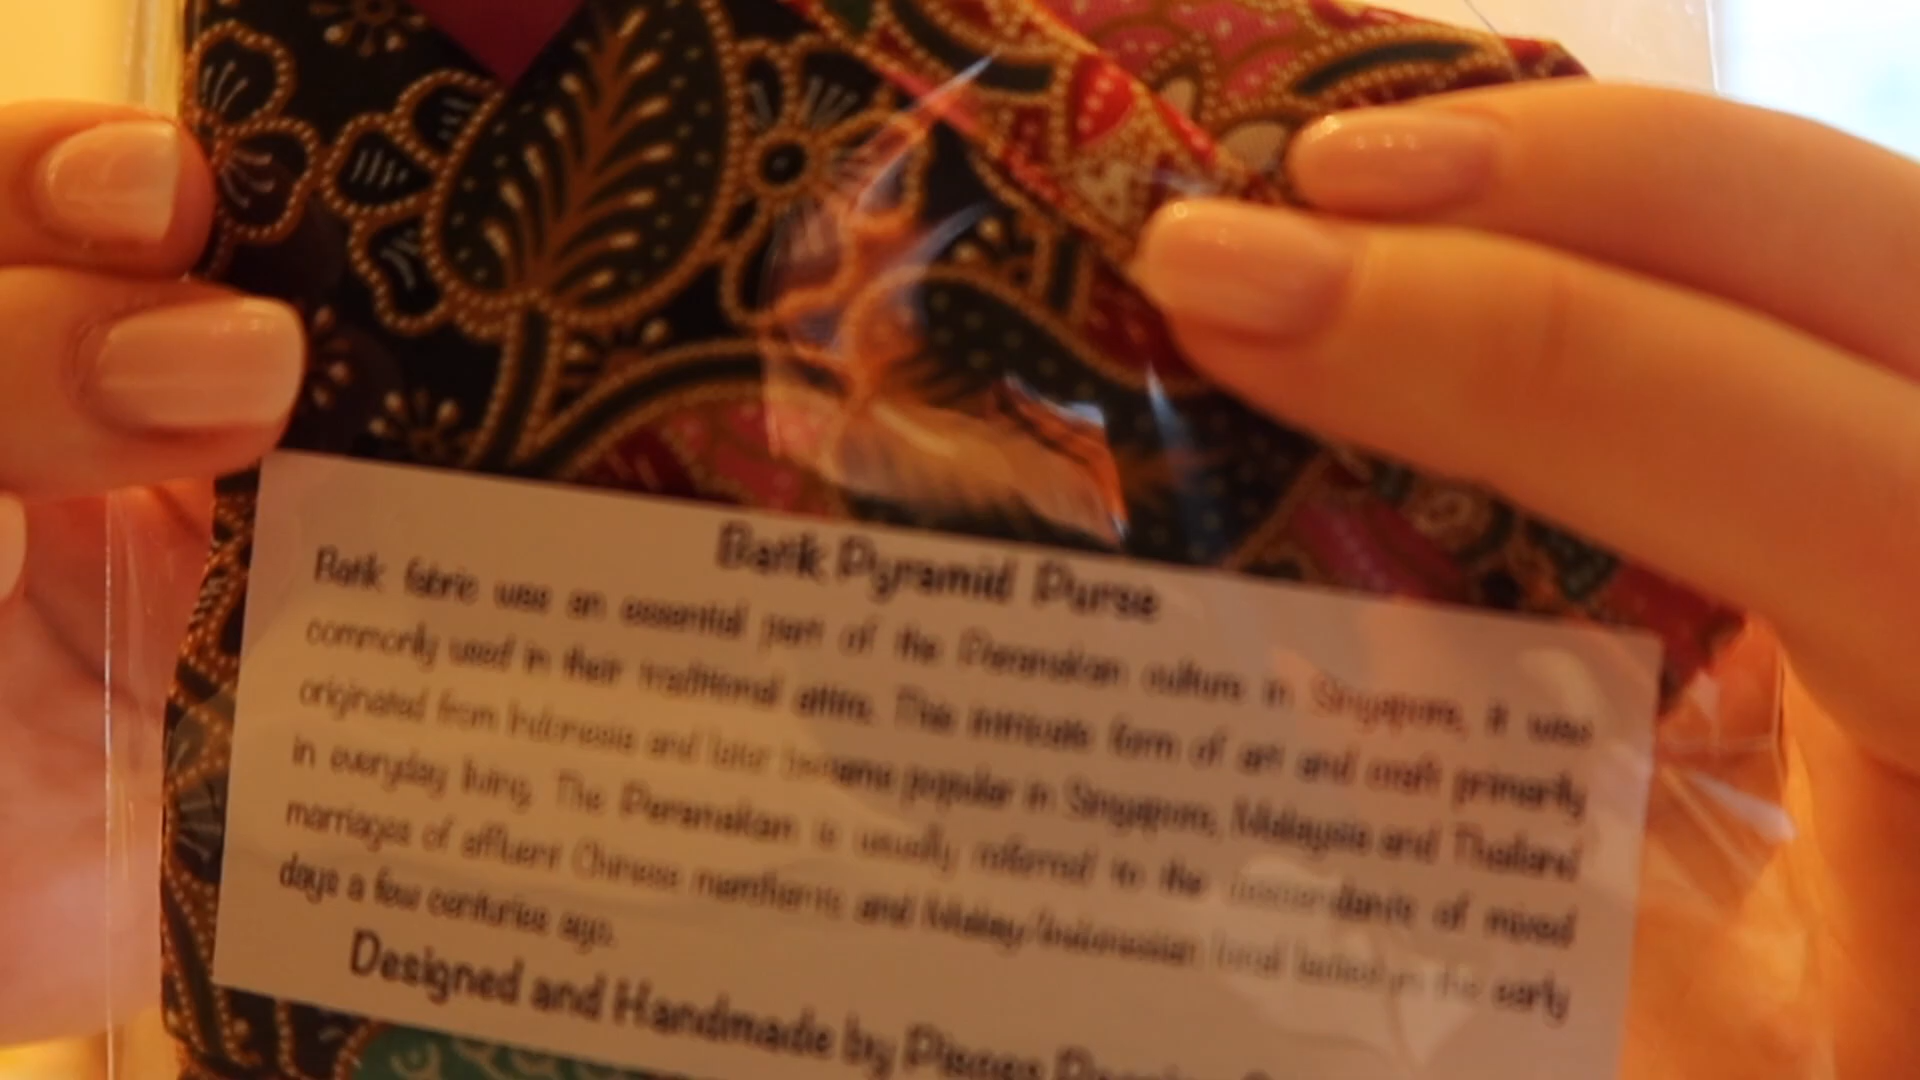 Batik Pyramid Purse
Batik fabric was an essential part of the Peranakan culture in Singapore, it was
commonly used in their traditional attire. This intricate form of art and craft primarily
originated from Indonesia and later became popular in Singapore, Malaysia and Thailand
in everyday living. The Peranakan is usually referred to the descendants of mixed
marriages of affluent Chinese merchants and Malay/Indonesian local ladies in the early
days a few centuries ago.
Designed and Handmade by Pisces